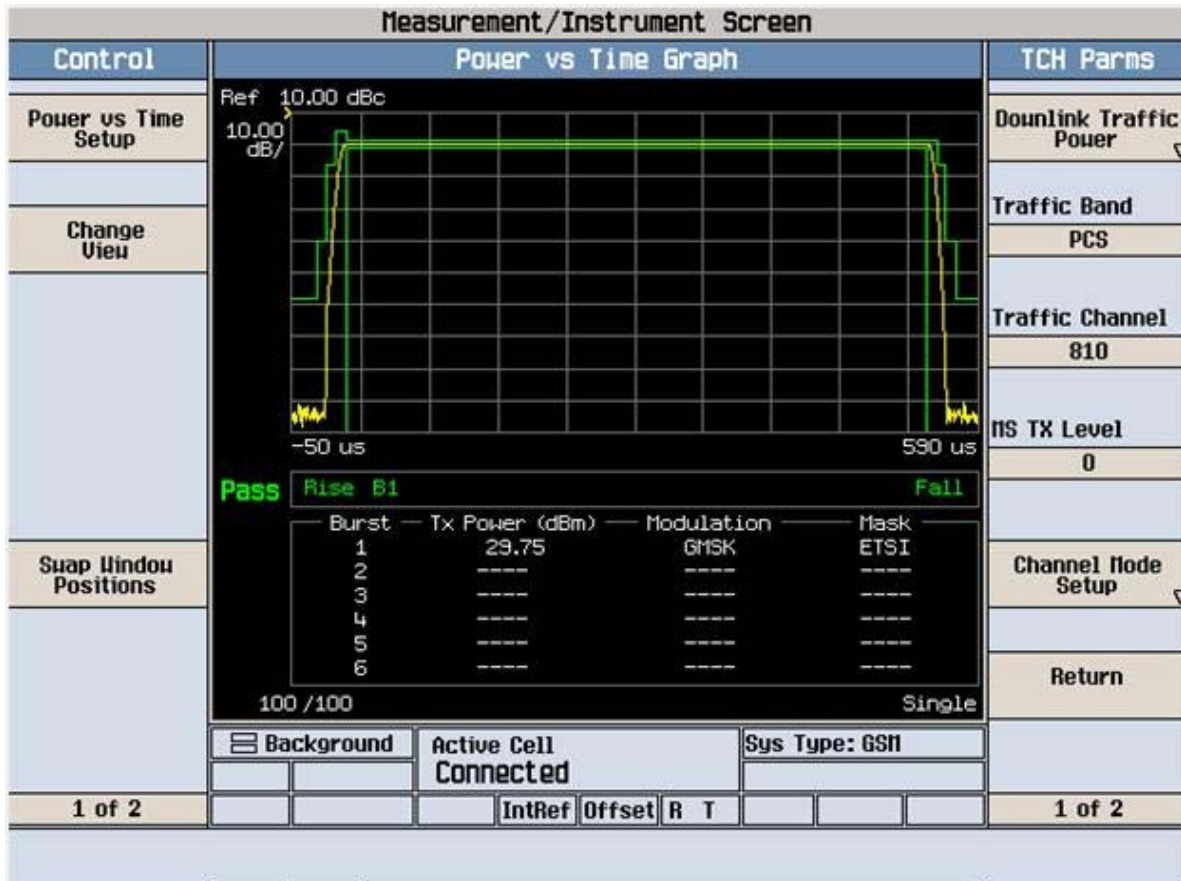 Measurement/Instrument Screen
Control
Power vs Time Graph
TCH Parms
Power vs Time
Setup
Change
View
Swap Window
Positions
1 of 2
Ref 10.00 dBc
10.00
dB/
-50 us
590 us
Pass
Rise B1
Fall
Burst Tx Power (dBm) Modulation Mask
1 29.75 GMSK ETSI
2 ---- ---- ----
3 ---- ---- ----
4 ---- ---- ----
5 ---- ---- ----
6 ---- ---- ----
100 /100
Single
Background
Active Cell
Connected
Sys Type: GSM
IntRef Offset R T
Downlink Traffic
Power
Traffic Band
PCS
Traffic Channel
810
MS TX Level
0
Channel Mode
Setup
Return
1 of 2